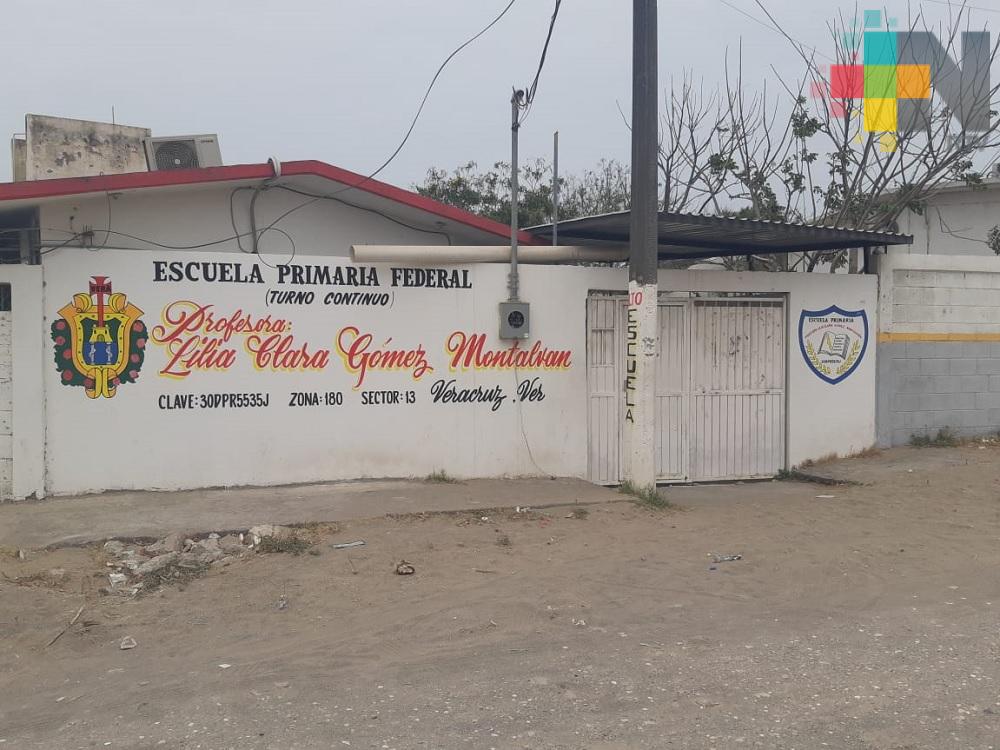 ESCUELA PRIMARIA FEDERAL
(TURNO CONTINUO)
Profesora:
Lilia Clara Gómez Montalvan
CLAVE:30DPR5535J ZONA:180 SECTOR:13 Veracruz, Ver
VERA
ESCUELA
ESCUELA PRIMARIA
N